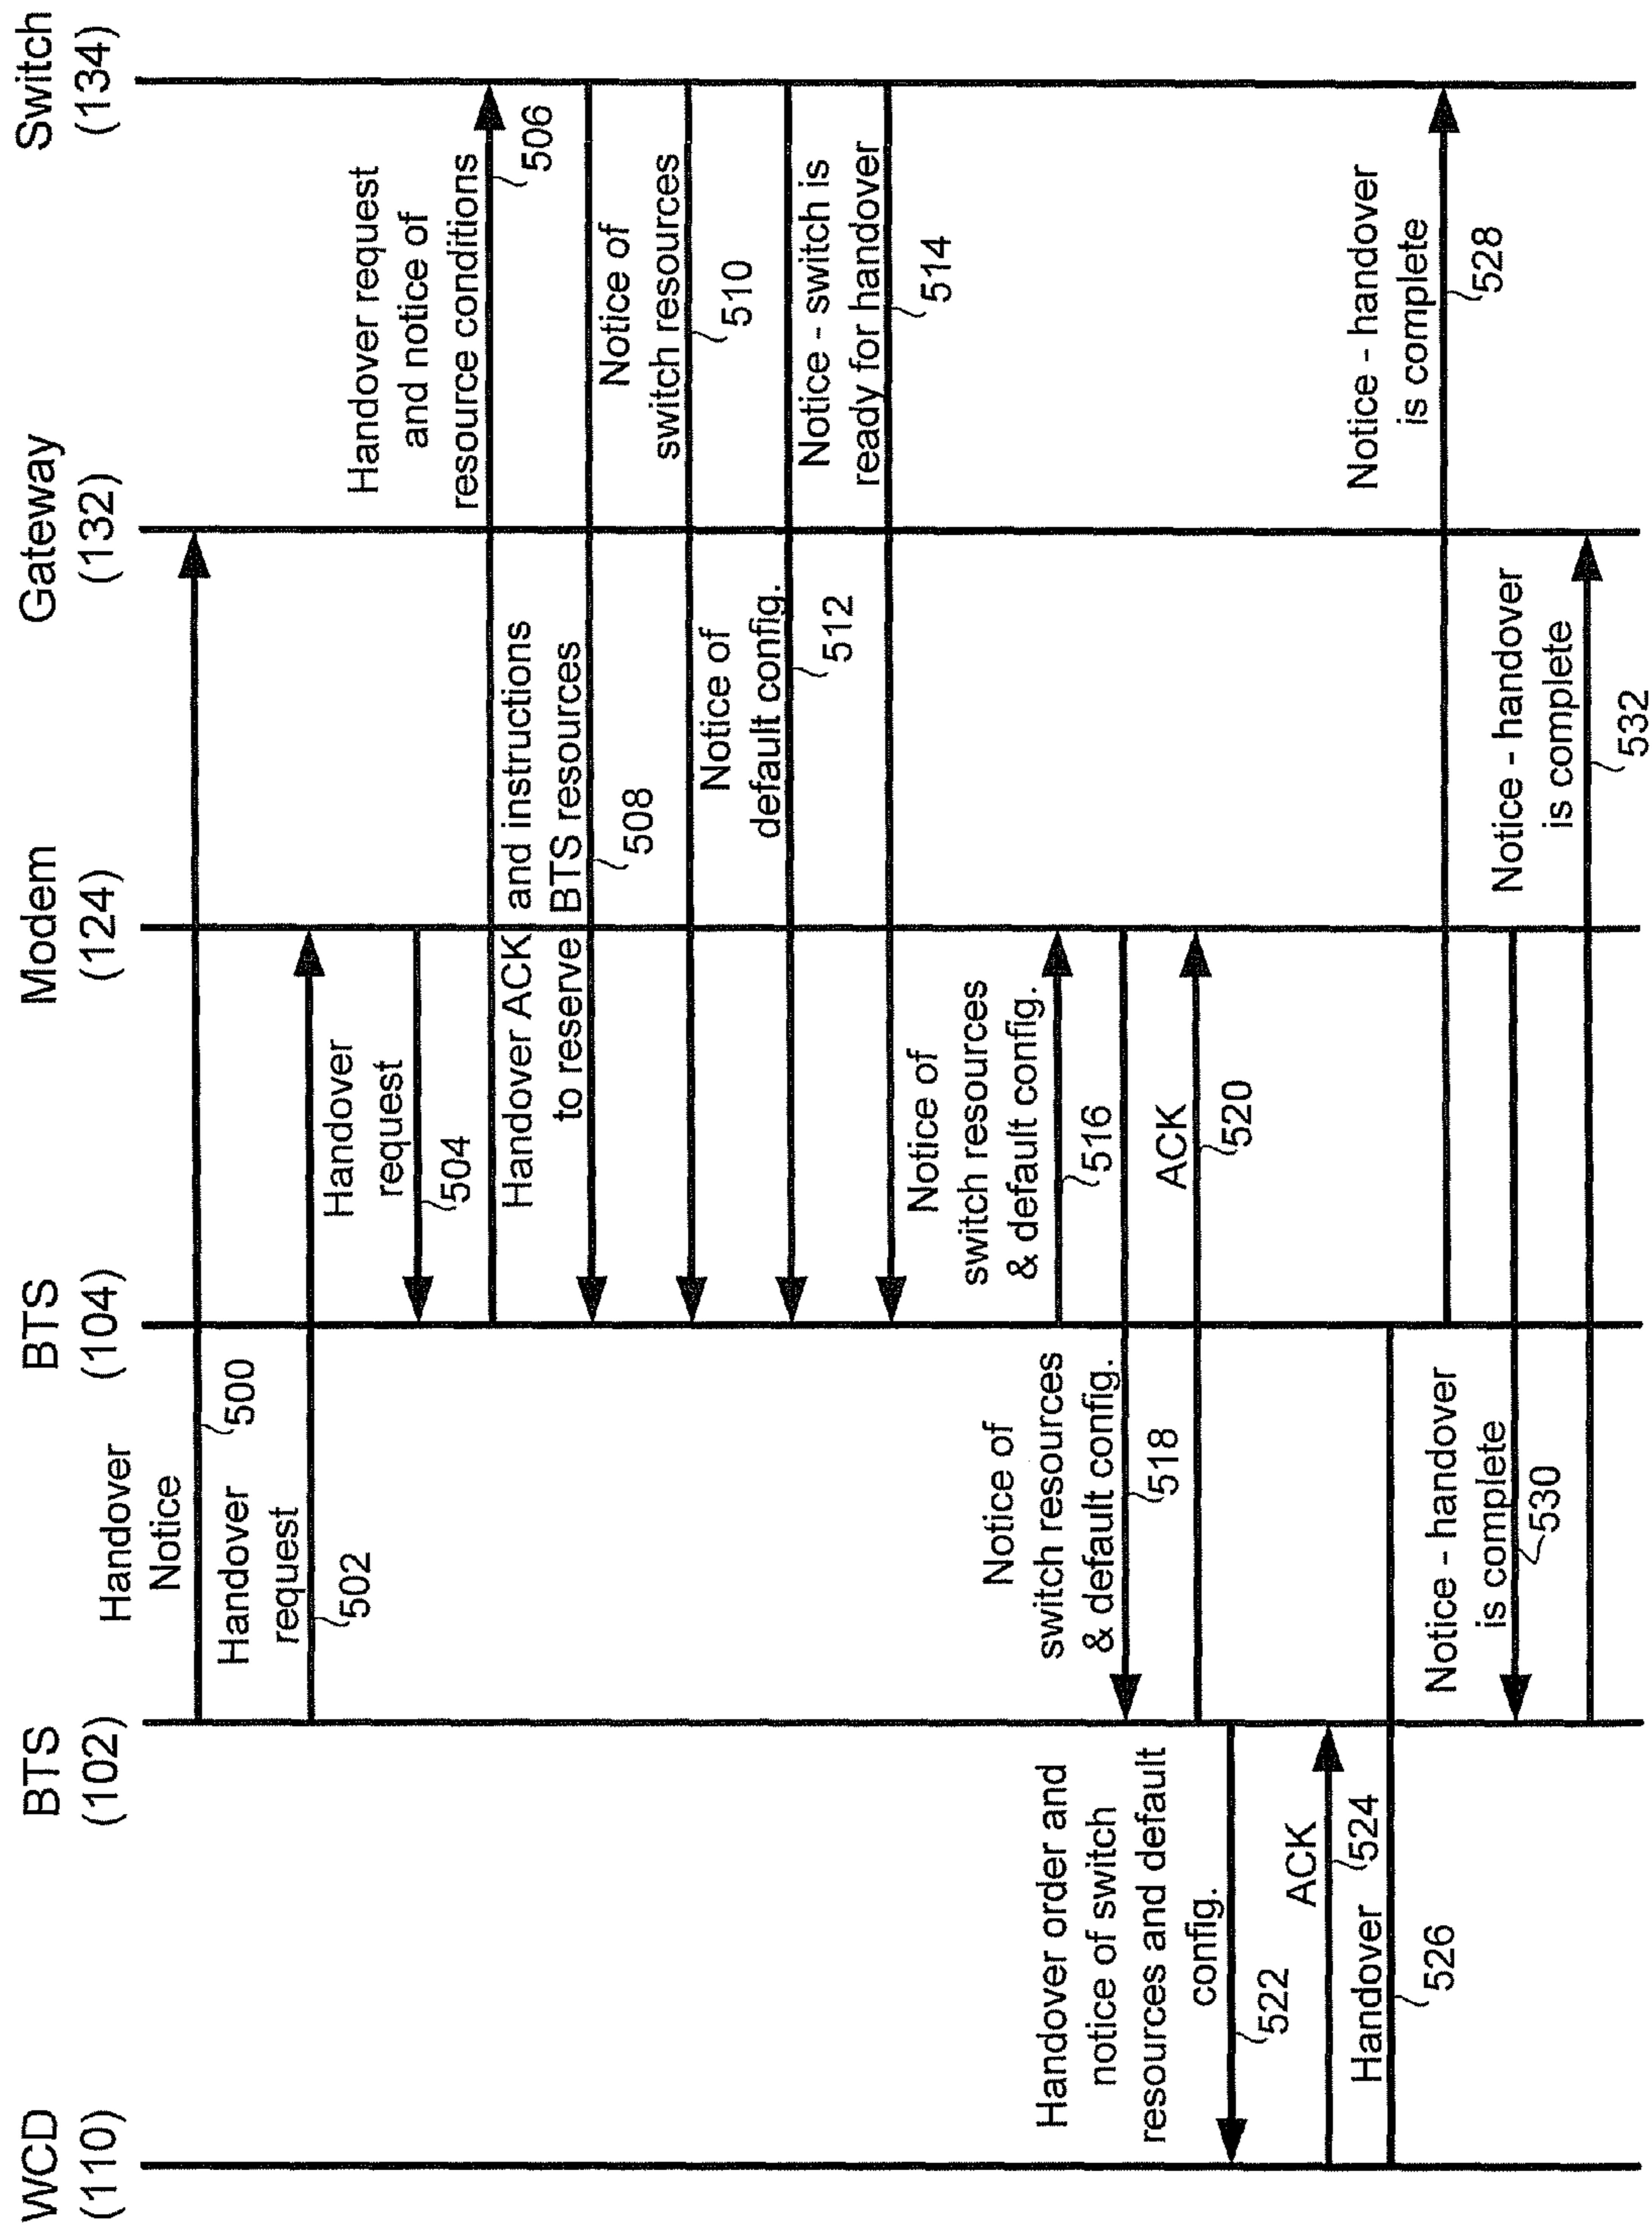 WCD
(110)
BTS
(102)
BTS
(104)
Modem
(124)
Gateway
(132)
Switch
(134)
Handover
Notice
500
Handover
request
502
Handover
request
504
Handover request
and notice of
resource conditions
506
Handover ACK and instructions
to reserve BTS resources
508
Notice of
switch resources
510
Notice of
default config.
512
Notice - switch is
ready for handover
514
Notice of
switch resources
& default config.
516
Notice of
switch resources
& default config.
518
ACK
520
Handover order and
notice of switch
resources and default
config.
522
ACK
524
Handover
526
Notice - handover
is complete
528
Notice - handover
is complete
530
Notice - handover
is complete
532